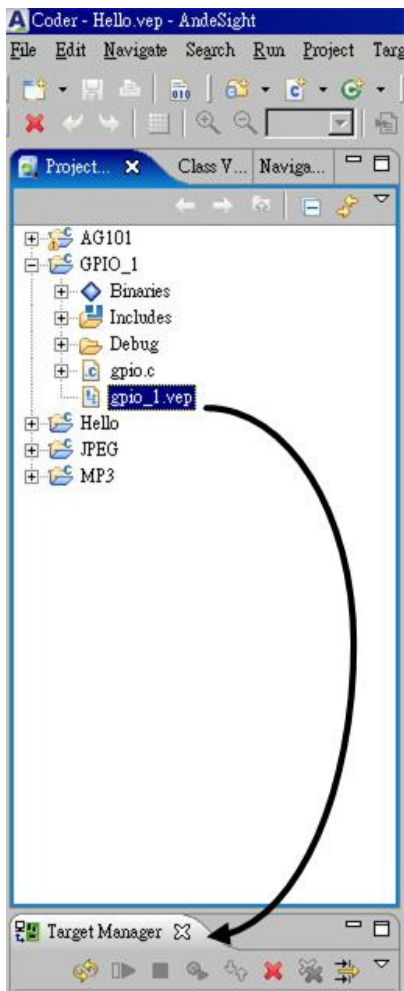 Coder - Hello.vep - AndeSight
File Edit Navigate Search Run Project Targ
010
Project... Class V... Naviga...
AG101
GPIO_1
Binaries
Includes
Debug
gpio.c
gpio_1.vep
Hello
JPEG
MP3
Target Manager